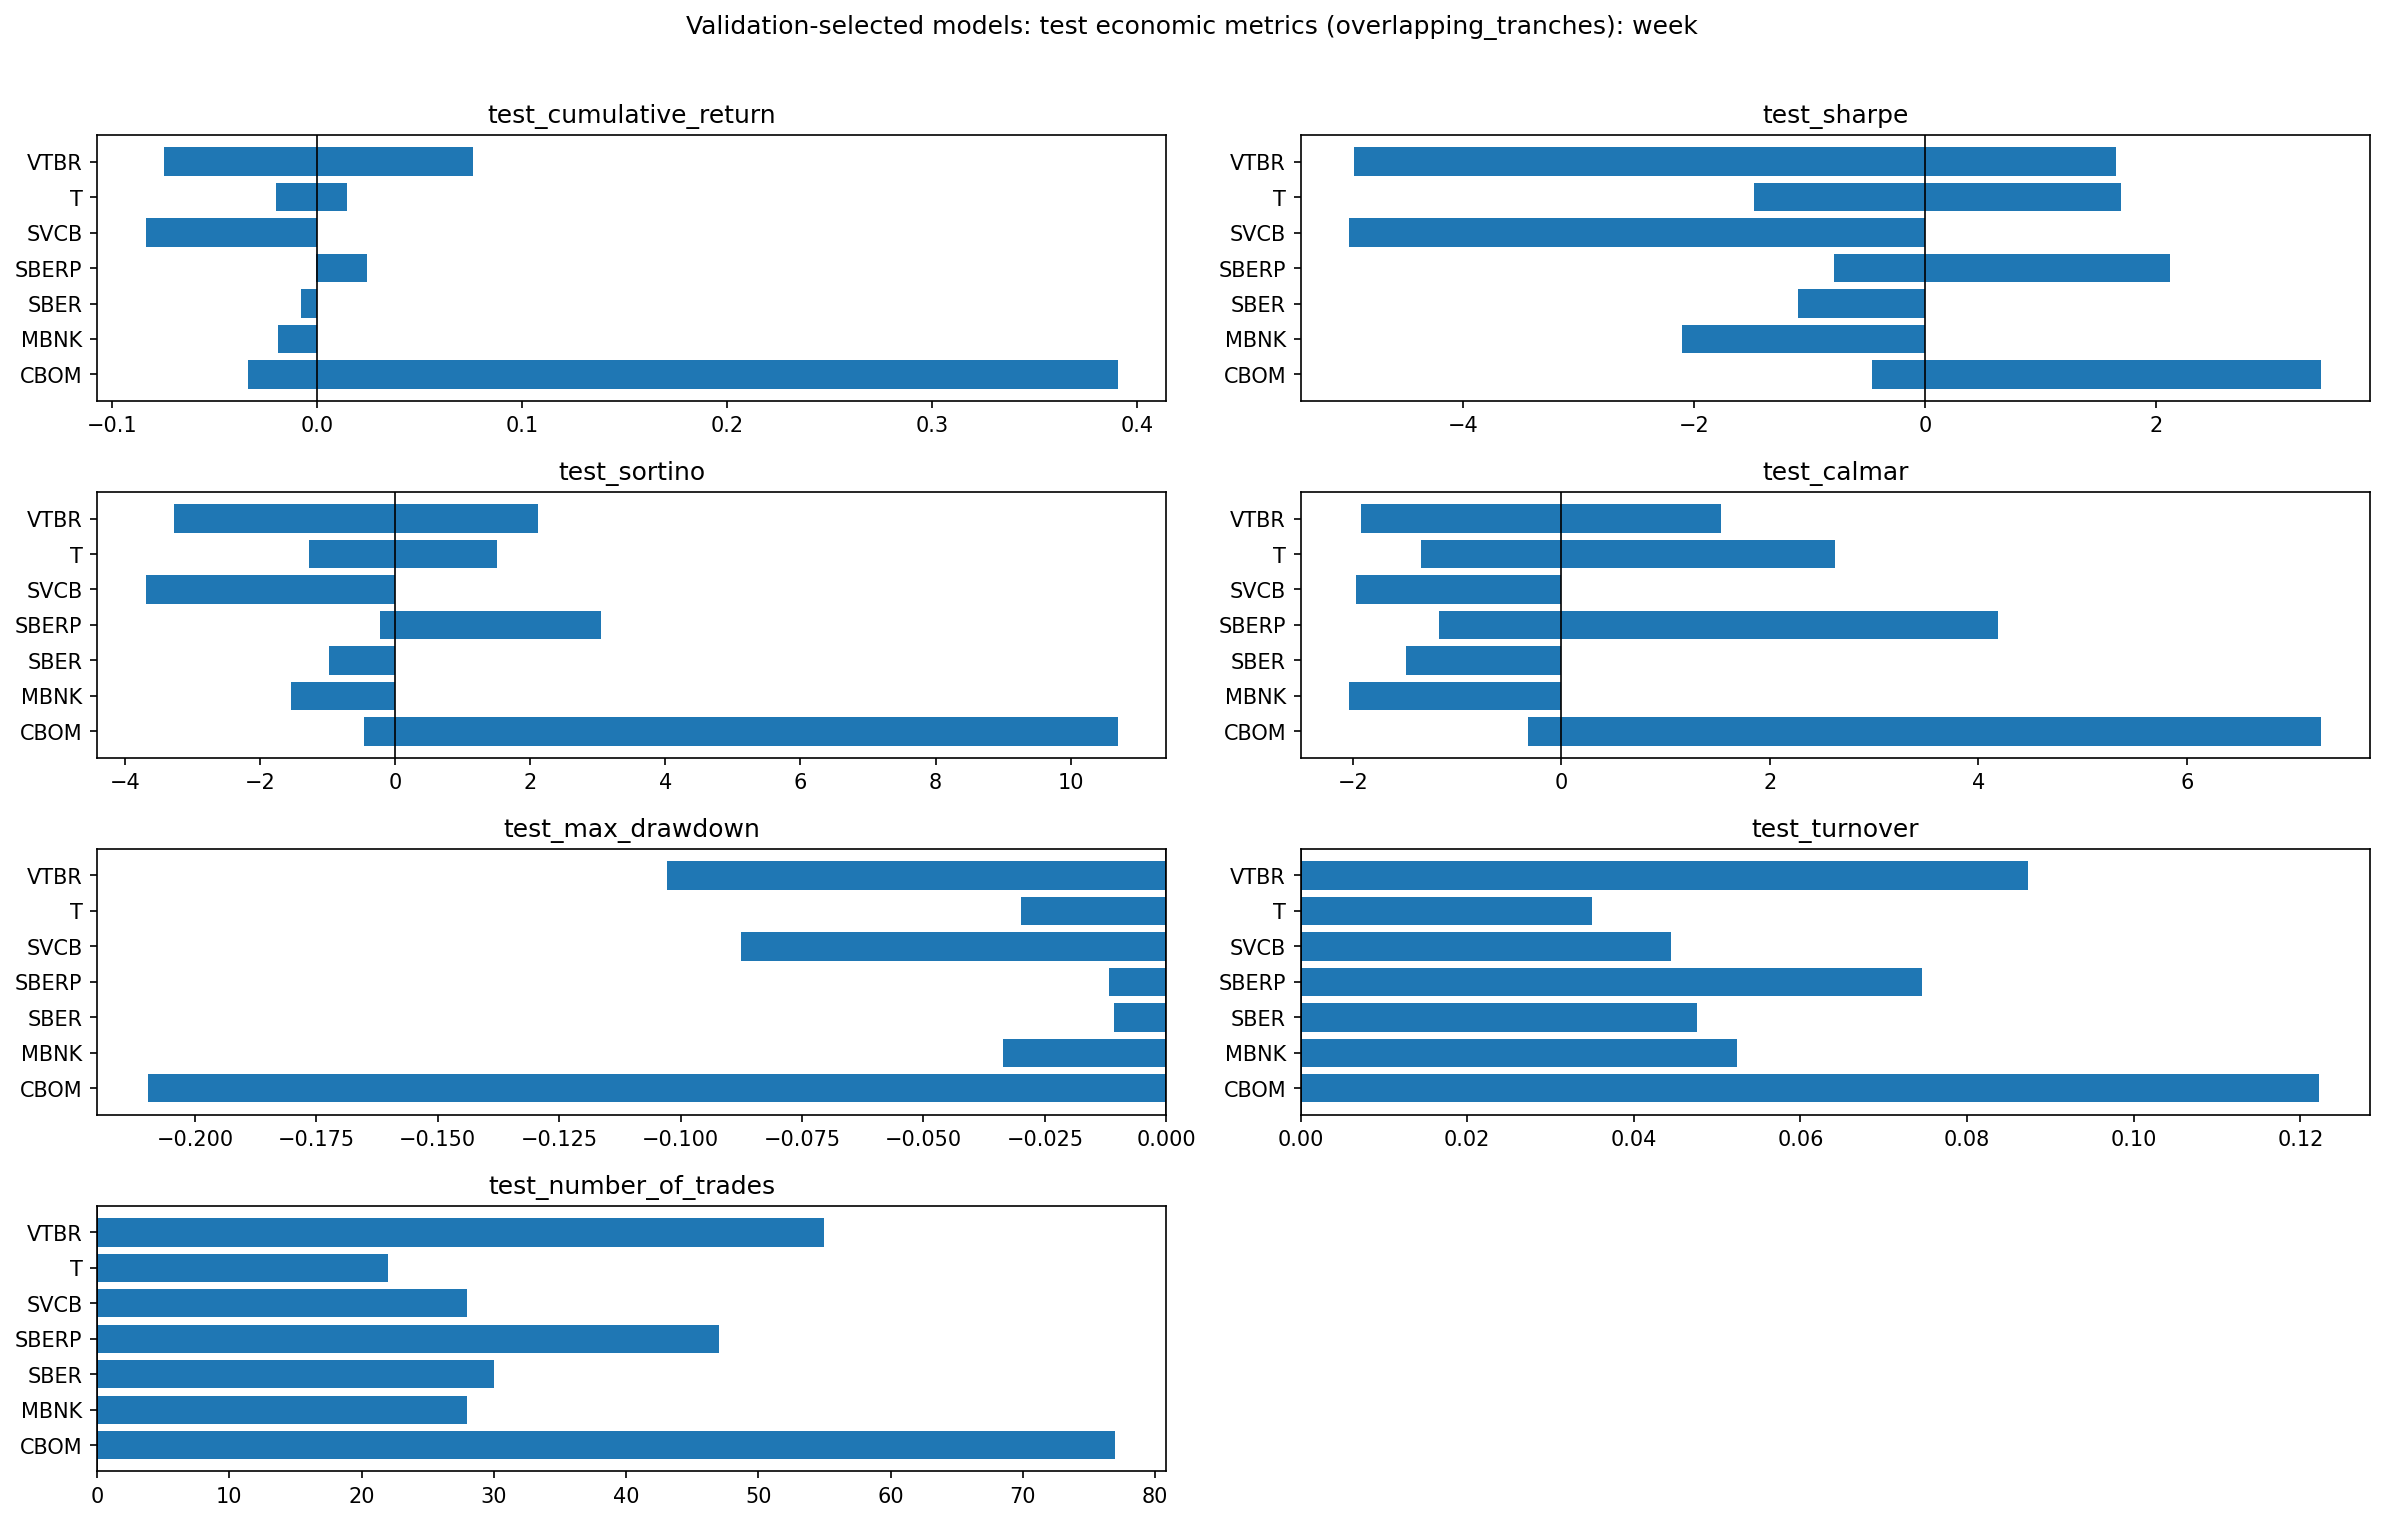 Validation-selected models: test economic metrics (overlapping_tranches): week
test_cumulative_return
VTBR
T
SVCB
SBERP
SBER
MBNK
CBOM
−0.1 0.0 0.1 0.2 0.3 0.4
test_sharpe
VTBR
T
SVCB
SBERP
SBER
MBNK
CBOM
−4 −2 0 2
test_sortino
VTBR
T
SVCB
SBERP
SBER
MBNK
CBOM
−4 −2 0 2 4 6 8 10
test_calmar
VTBR
T
SVCB
SBERP
SBER
MBNK
CBOM
−2 0 2 4 6
test_max_drawdown
VTBR
T
SVCB
SBERP
SBER
MBNK
CBOM
−0.200 −0.175 −0.150 −0.125 −0.100 −0.075 −0.050 −0.025 0.000
test_turnover
VTBR
T
SVCB
SBERP
SBER
MBNK
CBOM
0.00 0.02 0.04 0.06 0.08 0.10 0.12
test_number_of_trades
VTBR
T
SVCB
SBERP
SBER
MBNK
CBOM
0 10 20 30 40 50 60 70 80